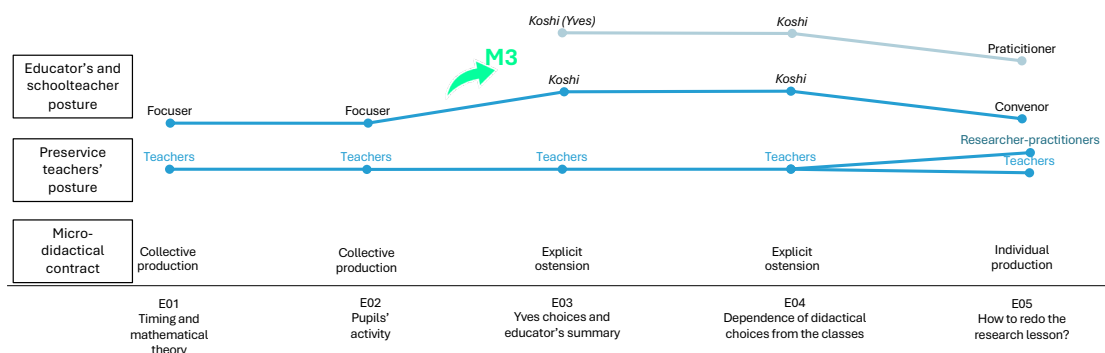 Koshi (Yves)
Koshi
Praticitioner
M3
Educator's and
schoolteacher
posture
Koshi
Koshi
Focuser
Focuser
Convenor
Preservice
teachers'
posture
Teachers
Teachers
Teachers
Teachers
Researcher-practitioners
Teachers
Micro-
didactical
contract
Collective
production
Collective
production
Explicit
ostension
Explicit
ostension
Individual
production
E01
Timing and
mathematical
theory
E02
Pupils'
activity
E03
Yves choices and
educator's summary
E04
Dependence of didactical
choices from the classes
E05
How to redo the
research lesson?